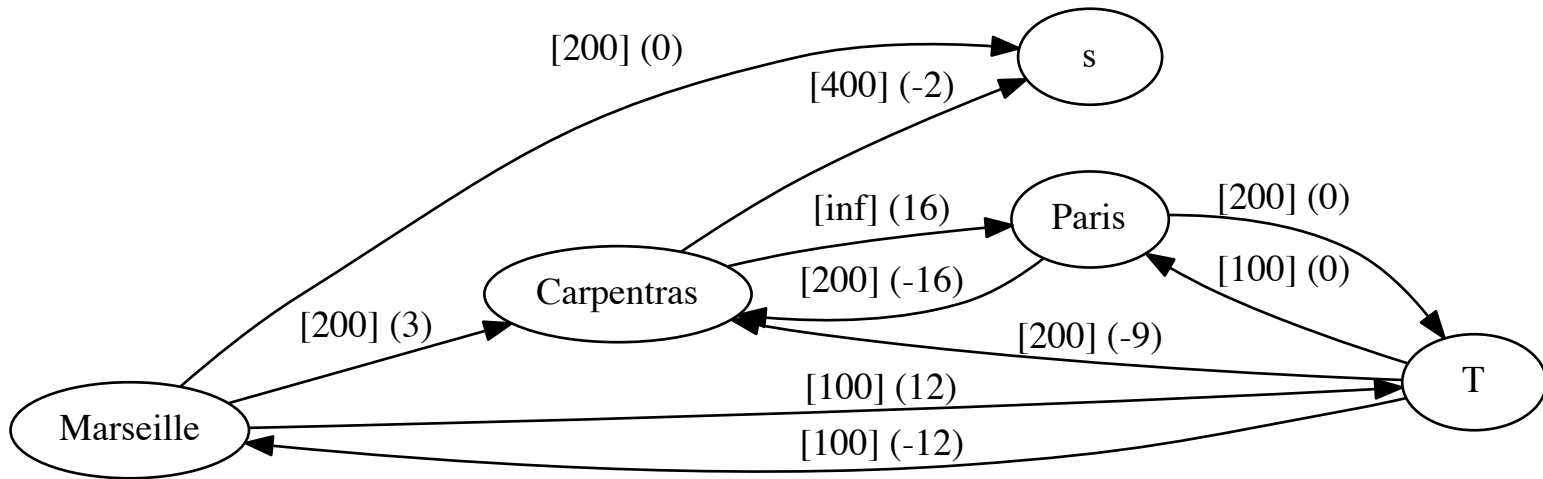 [200] (0)
s
[400] (-2)
[inf] (16)
Paris
[200] (0)
[200] (-16)
[100] (0)
Carpentras
[200] (3)
[200] (-9)
T
[100] (12)
Marseille
[100] (-12)